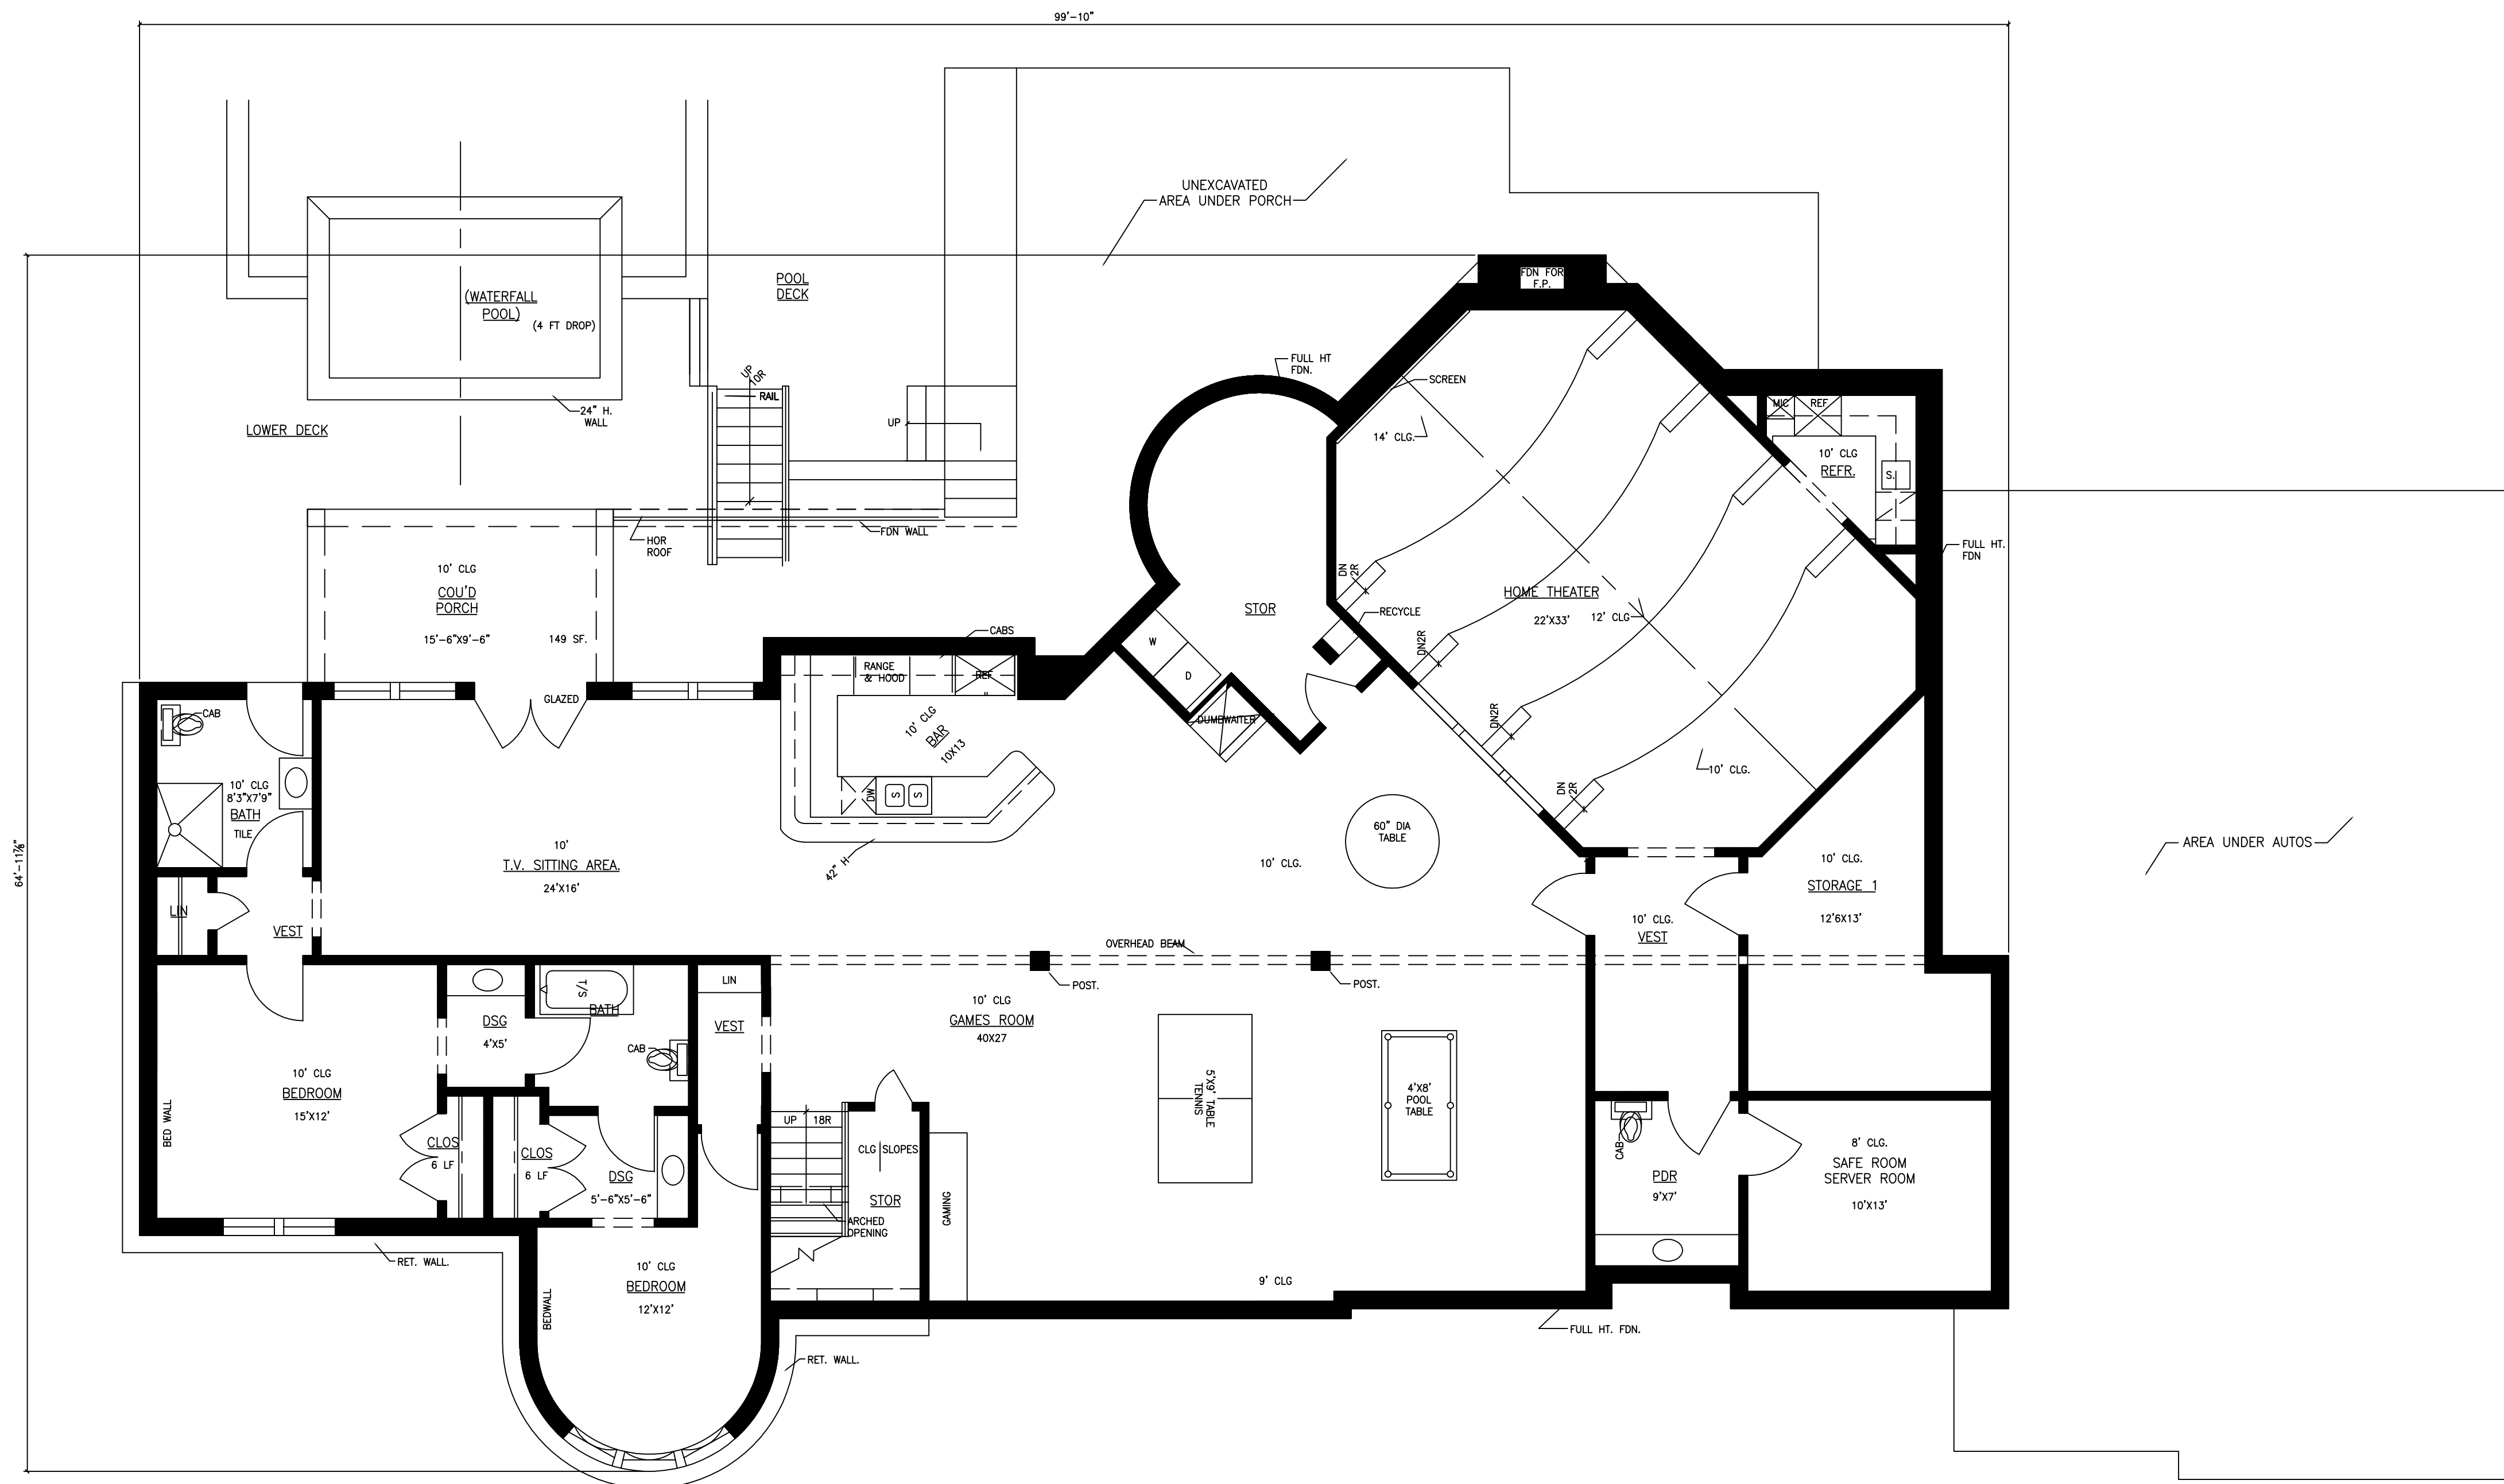 99'-10"
UNEXCAVATED
AREA UNDER PORCH
FDN FOR
F.P.
POOL
DECK
(WATERFALL
POOL)
(4 FT DROP)
UP
10R
RAIL
24" H.
WALL
LOWER DECK
UP
FULL HT
FDN.
SCREEN
14' CLG.
MIC
REF
10' CLG
REFR.
S.
FULL HT.
FDN
HOR
ROOF
FDN WALL
10' CLG
COU'D
PORCH
15'-6"X9'-6"
149 SF.
DN
2R
HOME THEATER
22'X33'
12' CLG
STOR
RECYCLE
CABS
W
D
DN2R
RANGE
& HOOD
REF
GLAZED
CAB
DUMBWAITER
DN2R
10' CLG
BAR
10X13
10' CLG.
DN
2R
10' CLG
8'3"X7'9"
BATH
TILE
DW
S
S
60" DIA
TABLE
AREA UNDER AUTOS
64'-11⅞"
10'
T.V. SITTING AREA.
24'X16'
42" H
10' CLG.
10' CLG.
STORAGE 1
12'6X13'
LIN
VEST
10' CLG.
VEST
OVERHEAD BEAM
POST.
POST.
LIN
T/S
BATH
10' CLG
GAMES ROOM
40X27
DSG
4'X5'
VEST
CAB
10' CLG
BEDROOM
15'X12'
BED WALL
5'X9' TABLE
TENNIS
4'X8'
POOL
TABLE
UP
18R
CLG
SLOPES
CLOS
6 LF
CLOS
6 LF
DSG
5'-6"X5'-6"
STOR
GAMING
ARCHED
OPENING
CAB
PDR
9'X7'
8' CLG.
SAFE ROOM
SERVER ROOM
10'X13'
RET. WALL.
10' CLG
BEDROOM
12'X12'
BEDWALL
9' CLG
FULL HT. FDN.
RET. WALL.